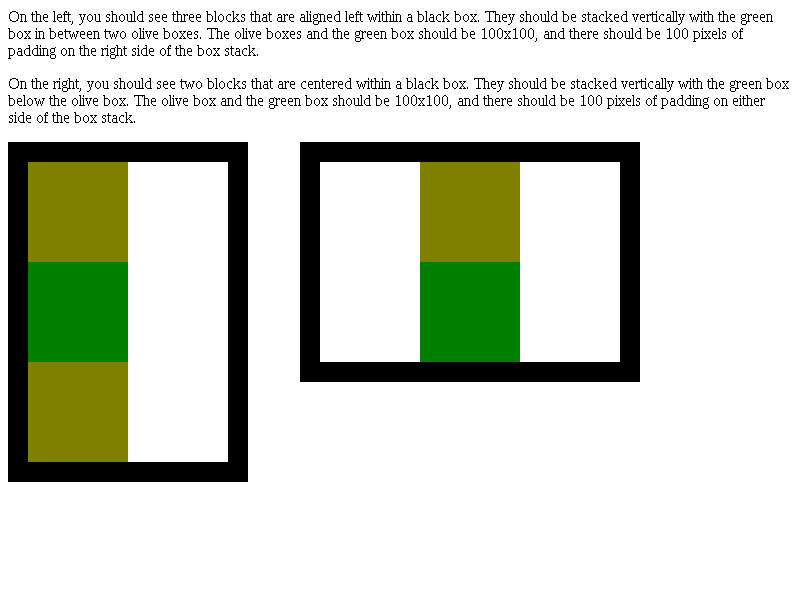 On the left, you should see three blocks that are aligned left within a black box. They should be stacked vertically with the green
box in between two olive boxes. The olive boxes and the green box should be 100x100, and there should be 100 pixels of
padding on the right side of the box stack.
On the right, you should see two blocks that are centered within a black box. They should be stacked vertically with the green box
below the olive box. The olive box and the green box should be 100x100, and there should be 100 pixels of padding on either
side of the box stack.